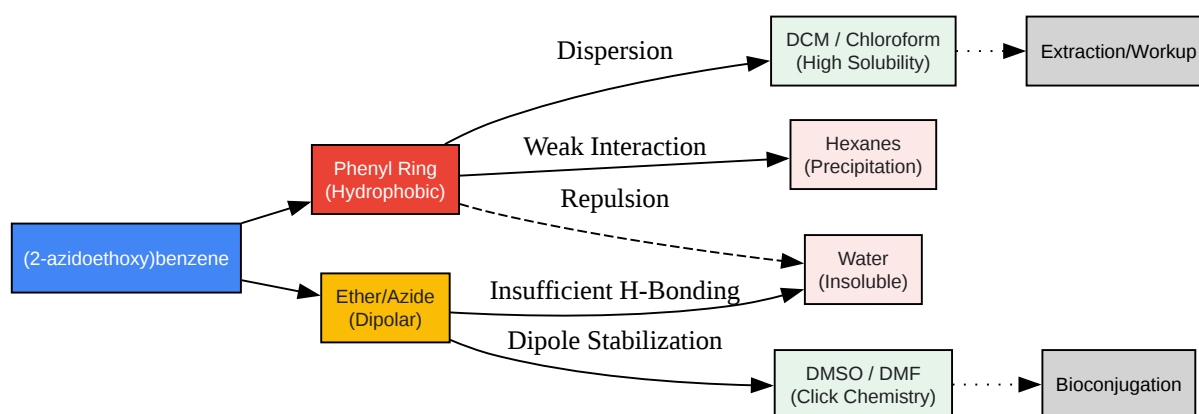 Dispersion
DCM / Chloroform
(High Solubility)
Extraction/Workup
Weak Interaction
Hexanes
(Precipitation)
Phenyl Ring
(Hydrophobic)
Repulsion
(2-azidoethoxy)benzene
Water
(Insoluble)
Ether/Azide
(Dipolar)
Insufficient H-Bonding
Dipole Stabilization
DMSO / DMF
(Click Chemistry)
Bioconjugation